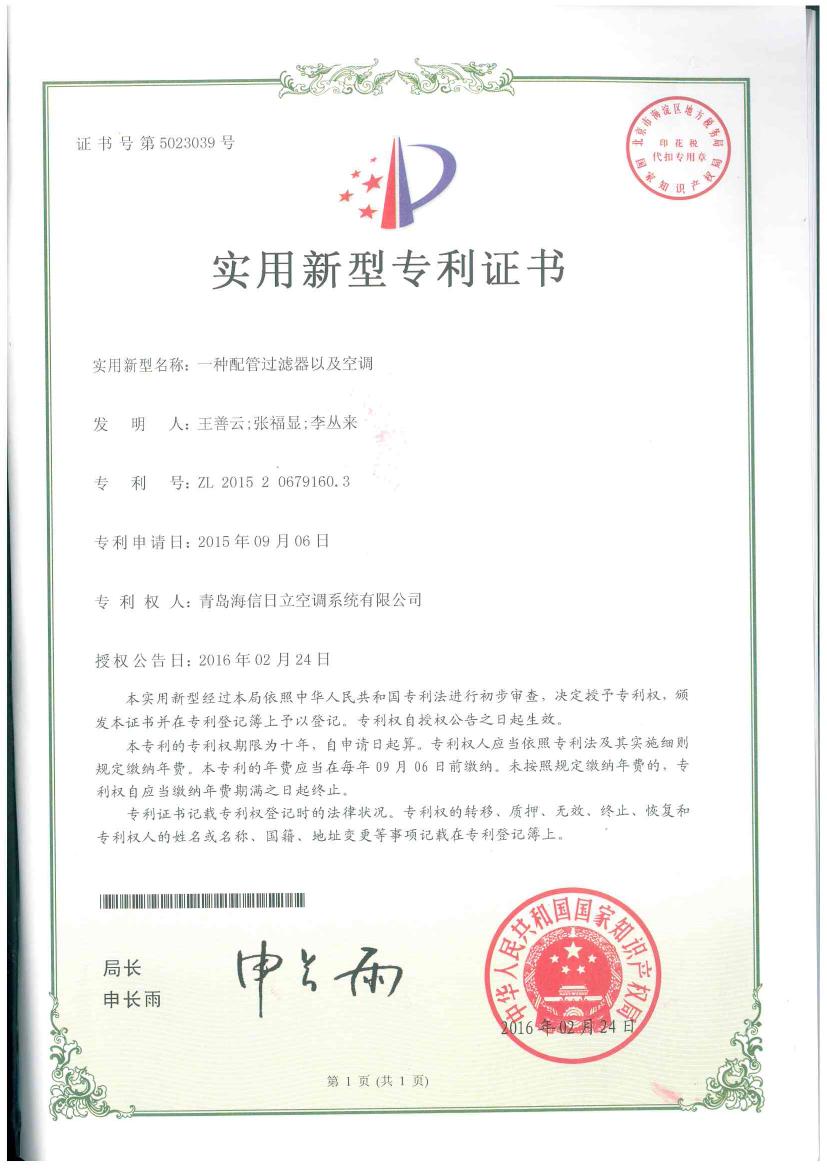 证书号第5023039号
北京市海淀区地方税务局
印花税
代扣专用章
国家知识产权局
实用新型专利证书
实用新型名称：一种配管过滤器以及空调
发 明 人：王善云;张福显;李丛来
专 利 号：ZL 2015 2 0679160.3
专利申请日：2015年09月06日
专 利 权 人：青岛海信日立空调系统有限公司
授权公告日：2016年02月24日
本实用新型经过本局依照中华人民共和国专利法进行初步审查，决定授予专利权，颁
发本证书并在专利登记簿上予以登记。专利权自授权公告之日起生效。
本专利的专利权期限为十年，自申请日起算。专利权人应当依照专利法及其实施细则
规定缴纳年费。本专利的年费应当在每年09月06日前缴纳。未按照规定缴纳年费的，专
利权自应当缴纳年费期满之日起终止。
专利证书记载专利权登记时的法律状况。专利权的转移、质押、无效、终止、恢复和
专利权人的姓名或名称、国籍、地址变更等事项记载在专利登记簿上。
局长
申长雨
申长雨
中华人民共和国国家知识产权局
2016年02月24日
第1页(共1页)